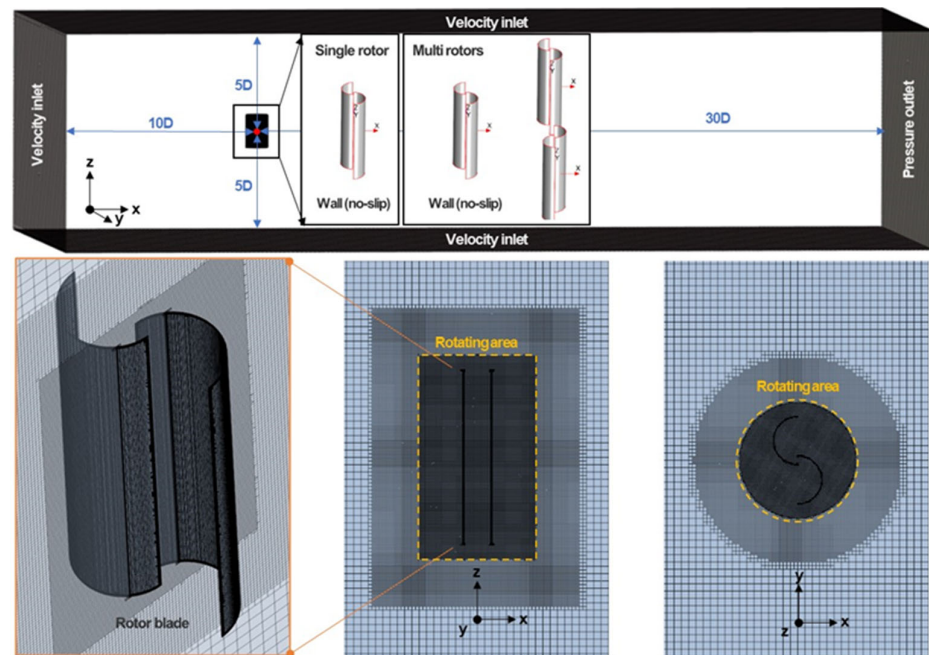 Velocity inlet
Velocity inlet
5D
10D
5D
z
x
y
Single rotor
z
Y
x
Wall (no-slip)
Multi rotors
z
Y
x
Wall (no-slip)
z
Y
x
z
Y
x
30D
Pressure outlet
Velocity inlet
Rotor blade
Rotating area
z
y
x
Rotating area
y
z
x